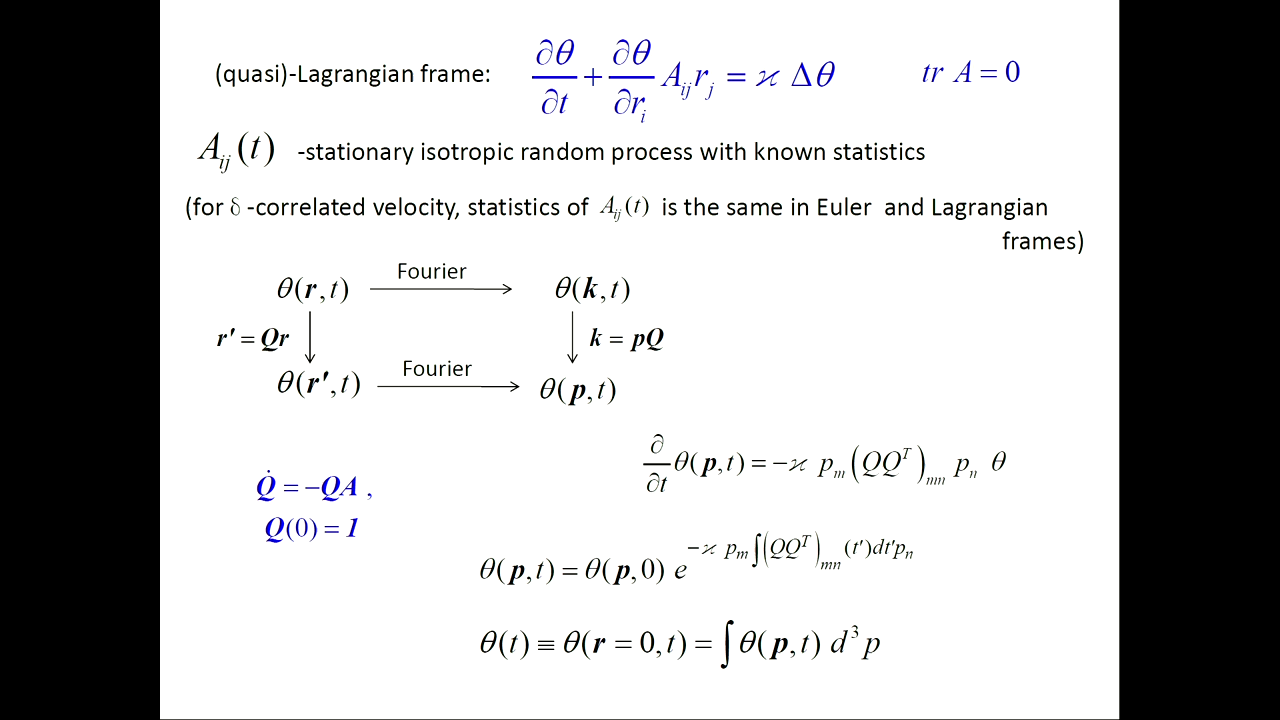 (quasi)-Lagrangian frame: ∂θ/∂t + ∂θ/∂r_i A_ij r_j = ϰ Δθ tr A = 0
A_ij(t) -stationary isotropic random process with known statistics
(for δ -correlated velocity, statistics of A_ij(t) is the same in Euler and Lagrangian
frames)
θ(r,t) Fourier θ(k,t)
r' = Qr k = pQ
θ(r',t) Fourier θ(p,t)
∂/∂t θ(p,t) = −ϰ p_m (QQ^T)_nm p_n θ
Q̇ = −QA ,
Q(0) = 1
θ(p,t) = θ(p,0) e^{−ϰ p_m ∫(QQ^T)_mn (t')dt' p_n}
θ(t) ≡ θ(r = 0,t) = ∫ θ(p,t) d³p